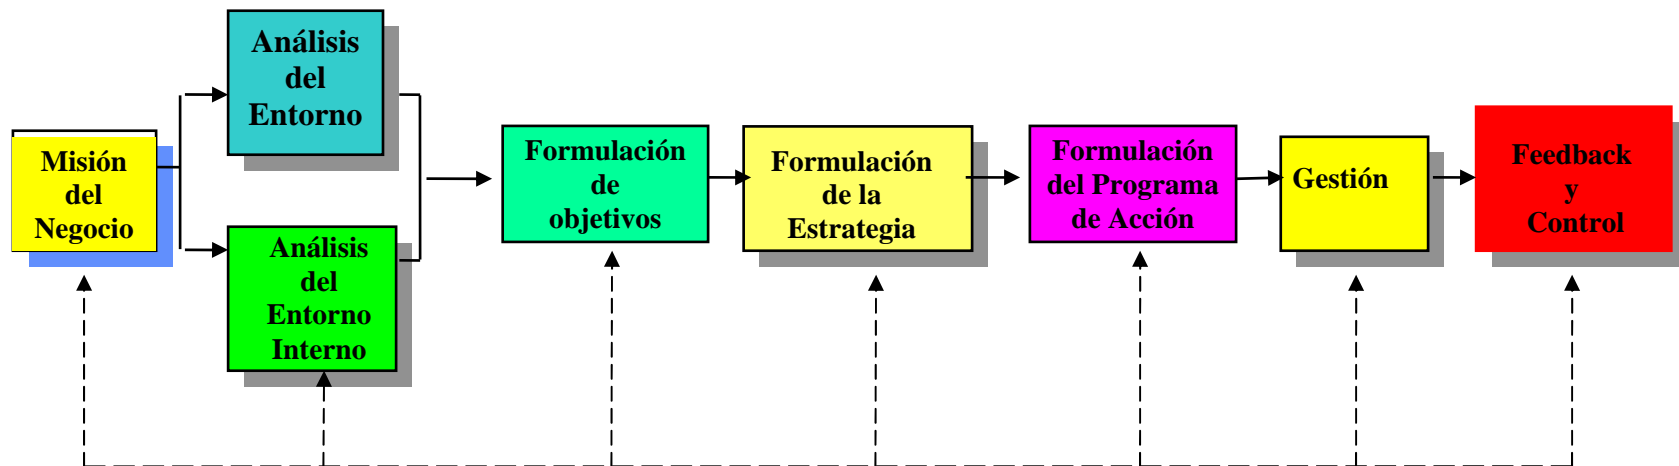 Misión
del
Negocio
Análisis
del
Entorno
Análisis
del
Entorno
Interno
Formulación
de
objetivos
Formulación
de la
Estrategia
Formulación
del Programa
de Acción
Gestión
Feedback
y
Control